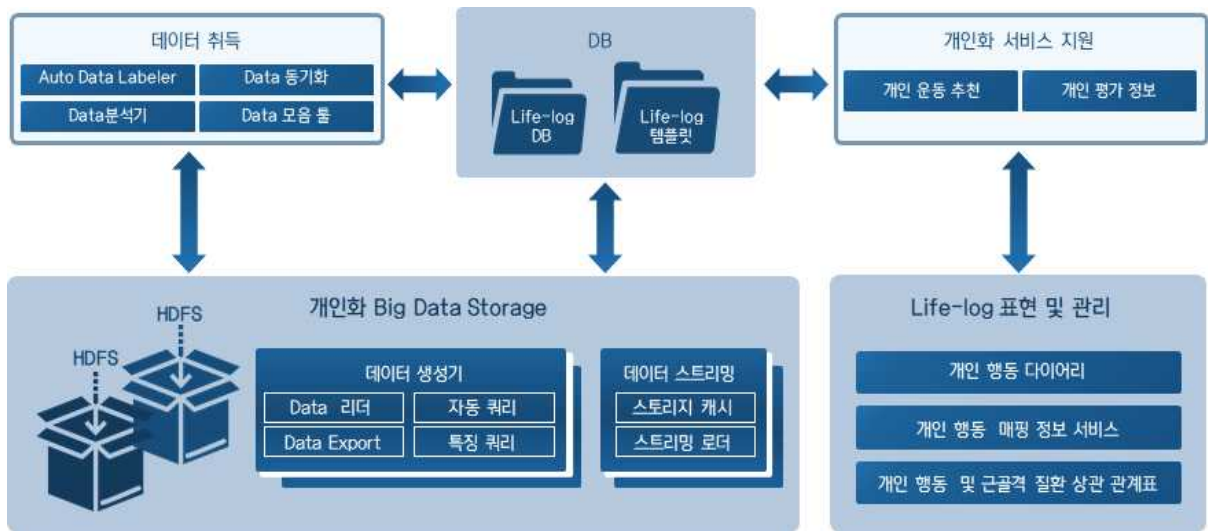 데이터 취득
Auto Data Labeler
Data 동기화
Data분석기
Data 모음 툴
DB
Life-log
DB
Life-log
템플릿
개인화 서비스 지원
개인 운동 추천
개인 평가 정보
개인화 Big Data Storage
HDFS
HDFS
데이터 생성기
Data 리더
자동 쿼리
Data Export
특징 쿼리
데이터 스트리밍
스토리지 캐시
스트리밍 로더
Life-log 표현 및 관리
개인 행동 다이어리
개인 행동 매핑 정보 서비스
개인 행동 및 근골격 질환 상관 관계표